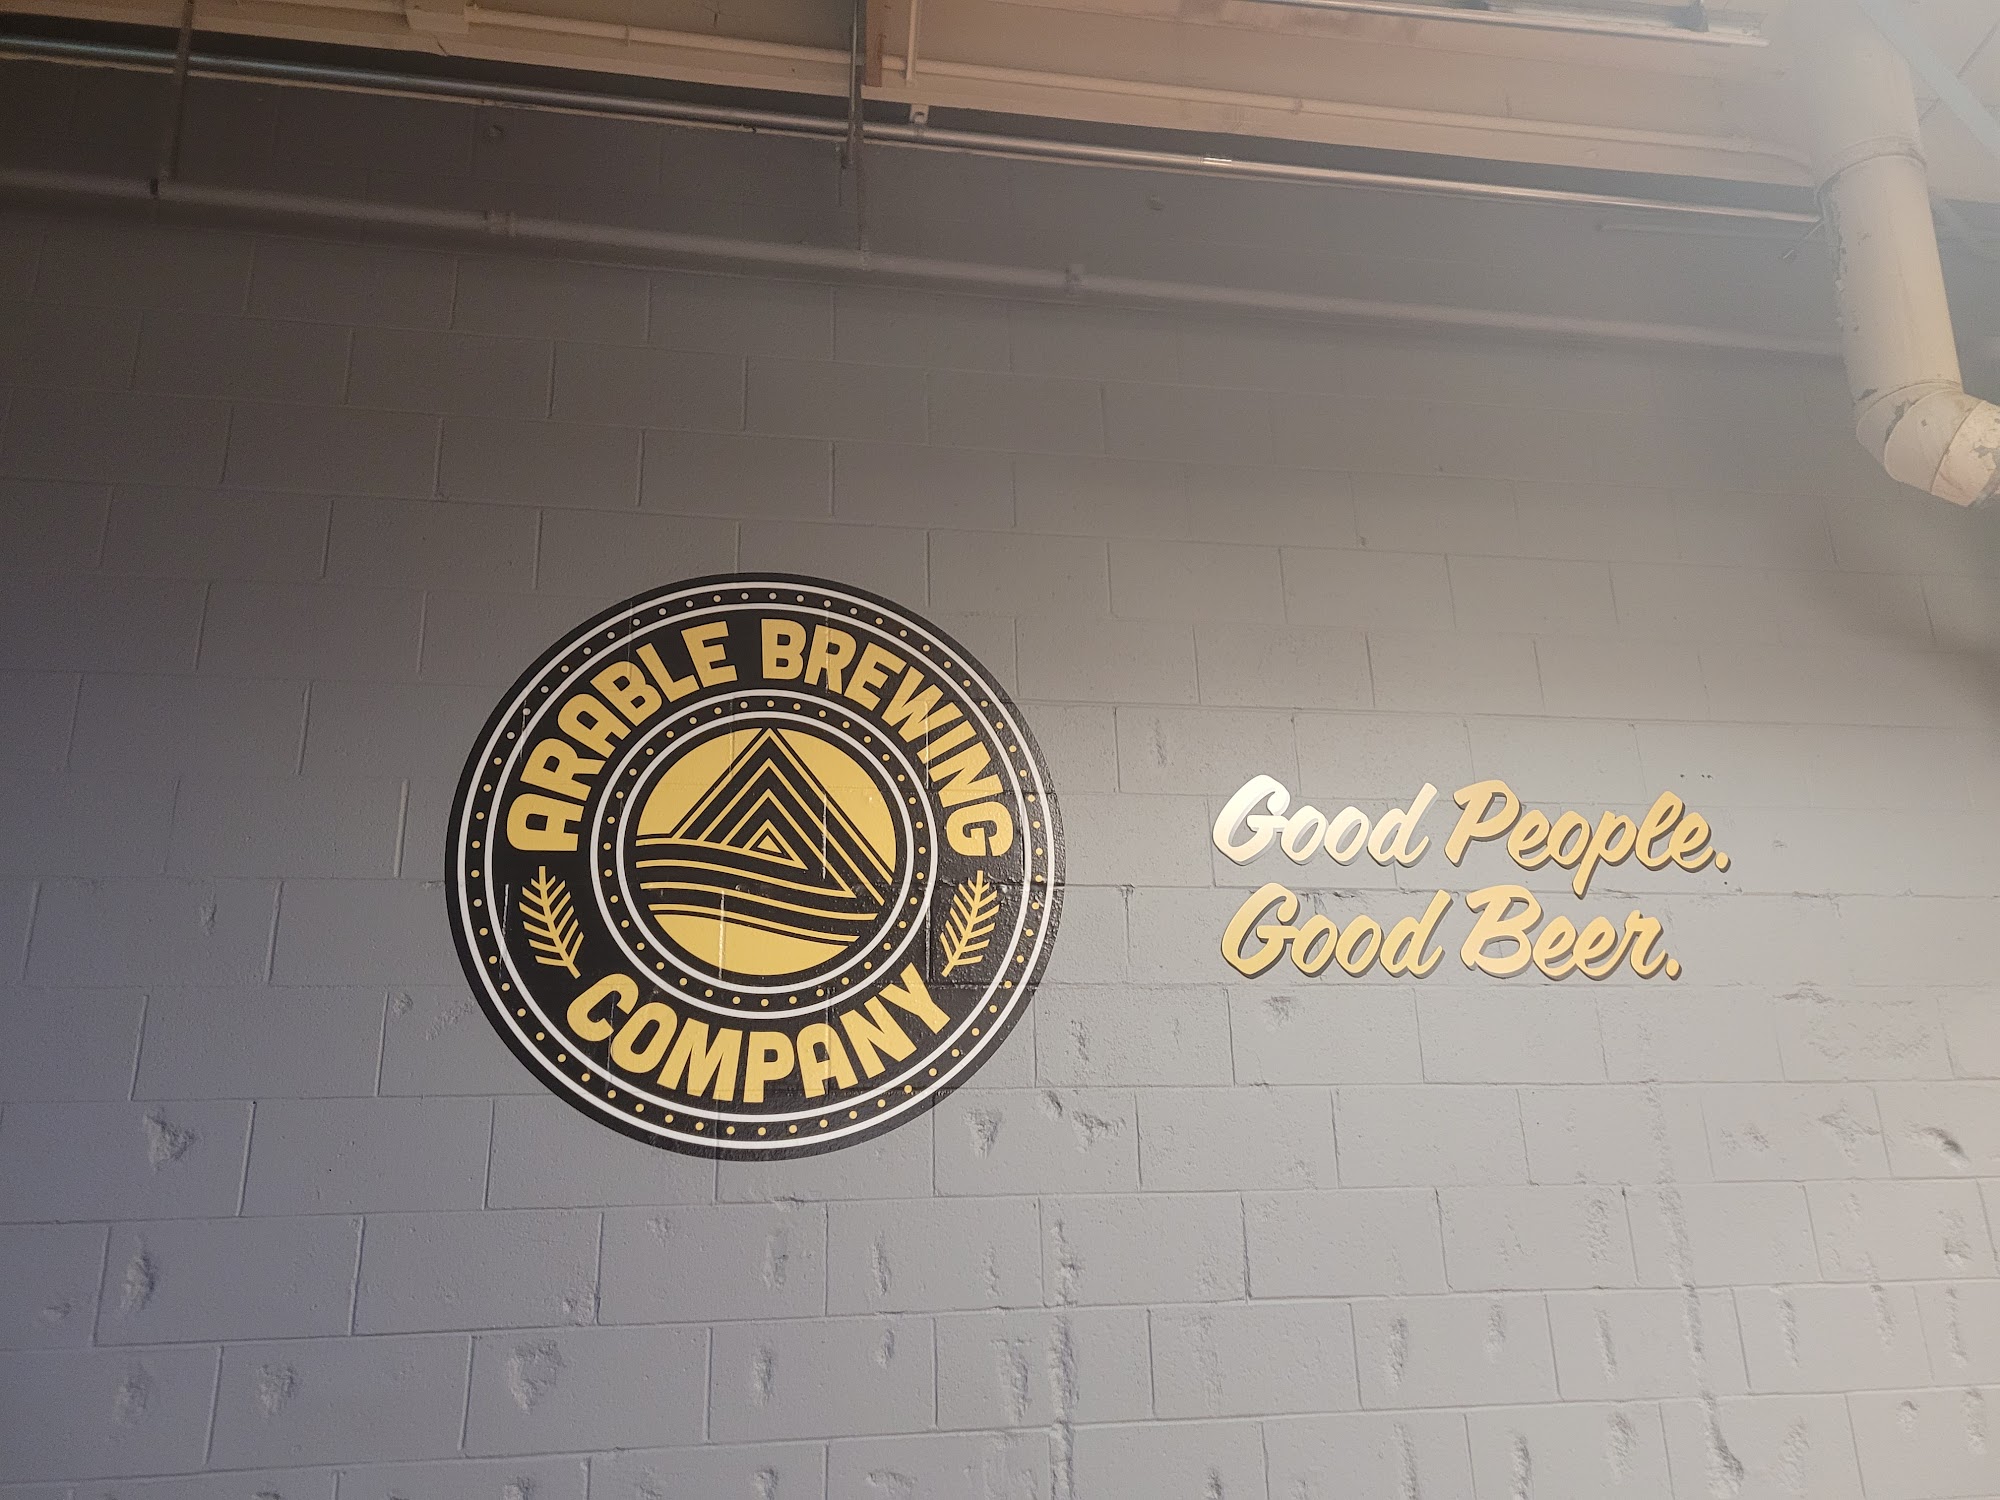 ARABLE BREWING
COMPANY
Good People.
Good Beer.